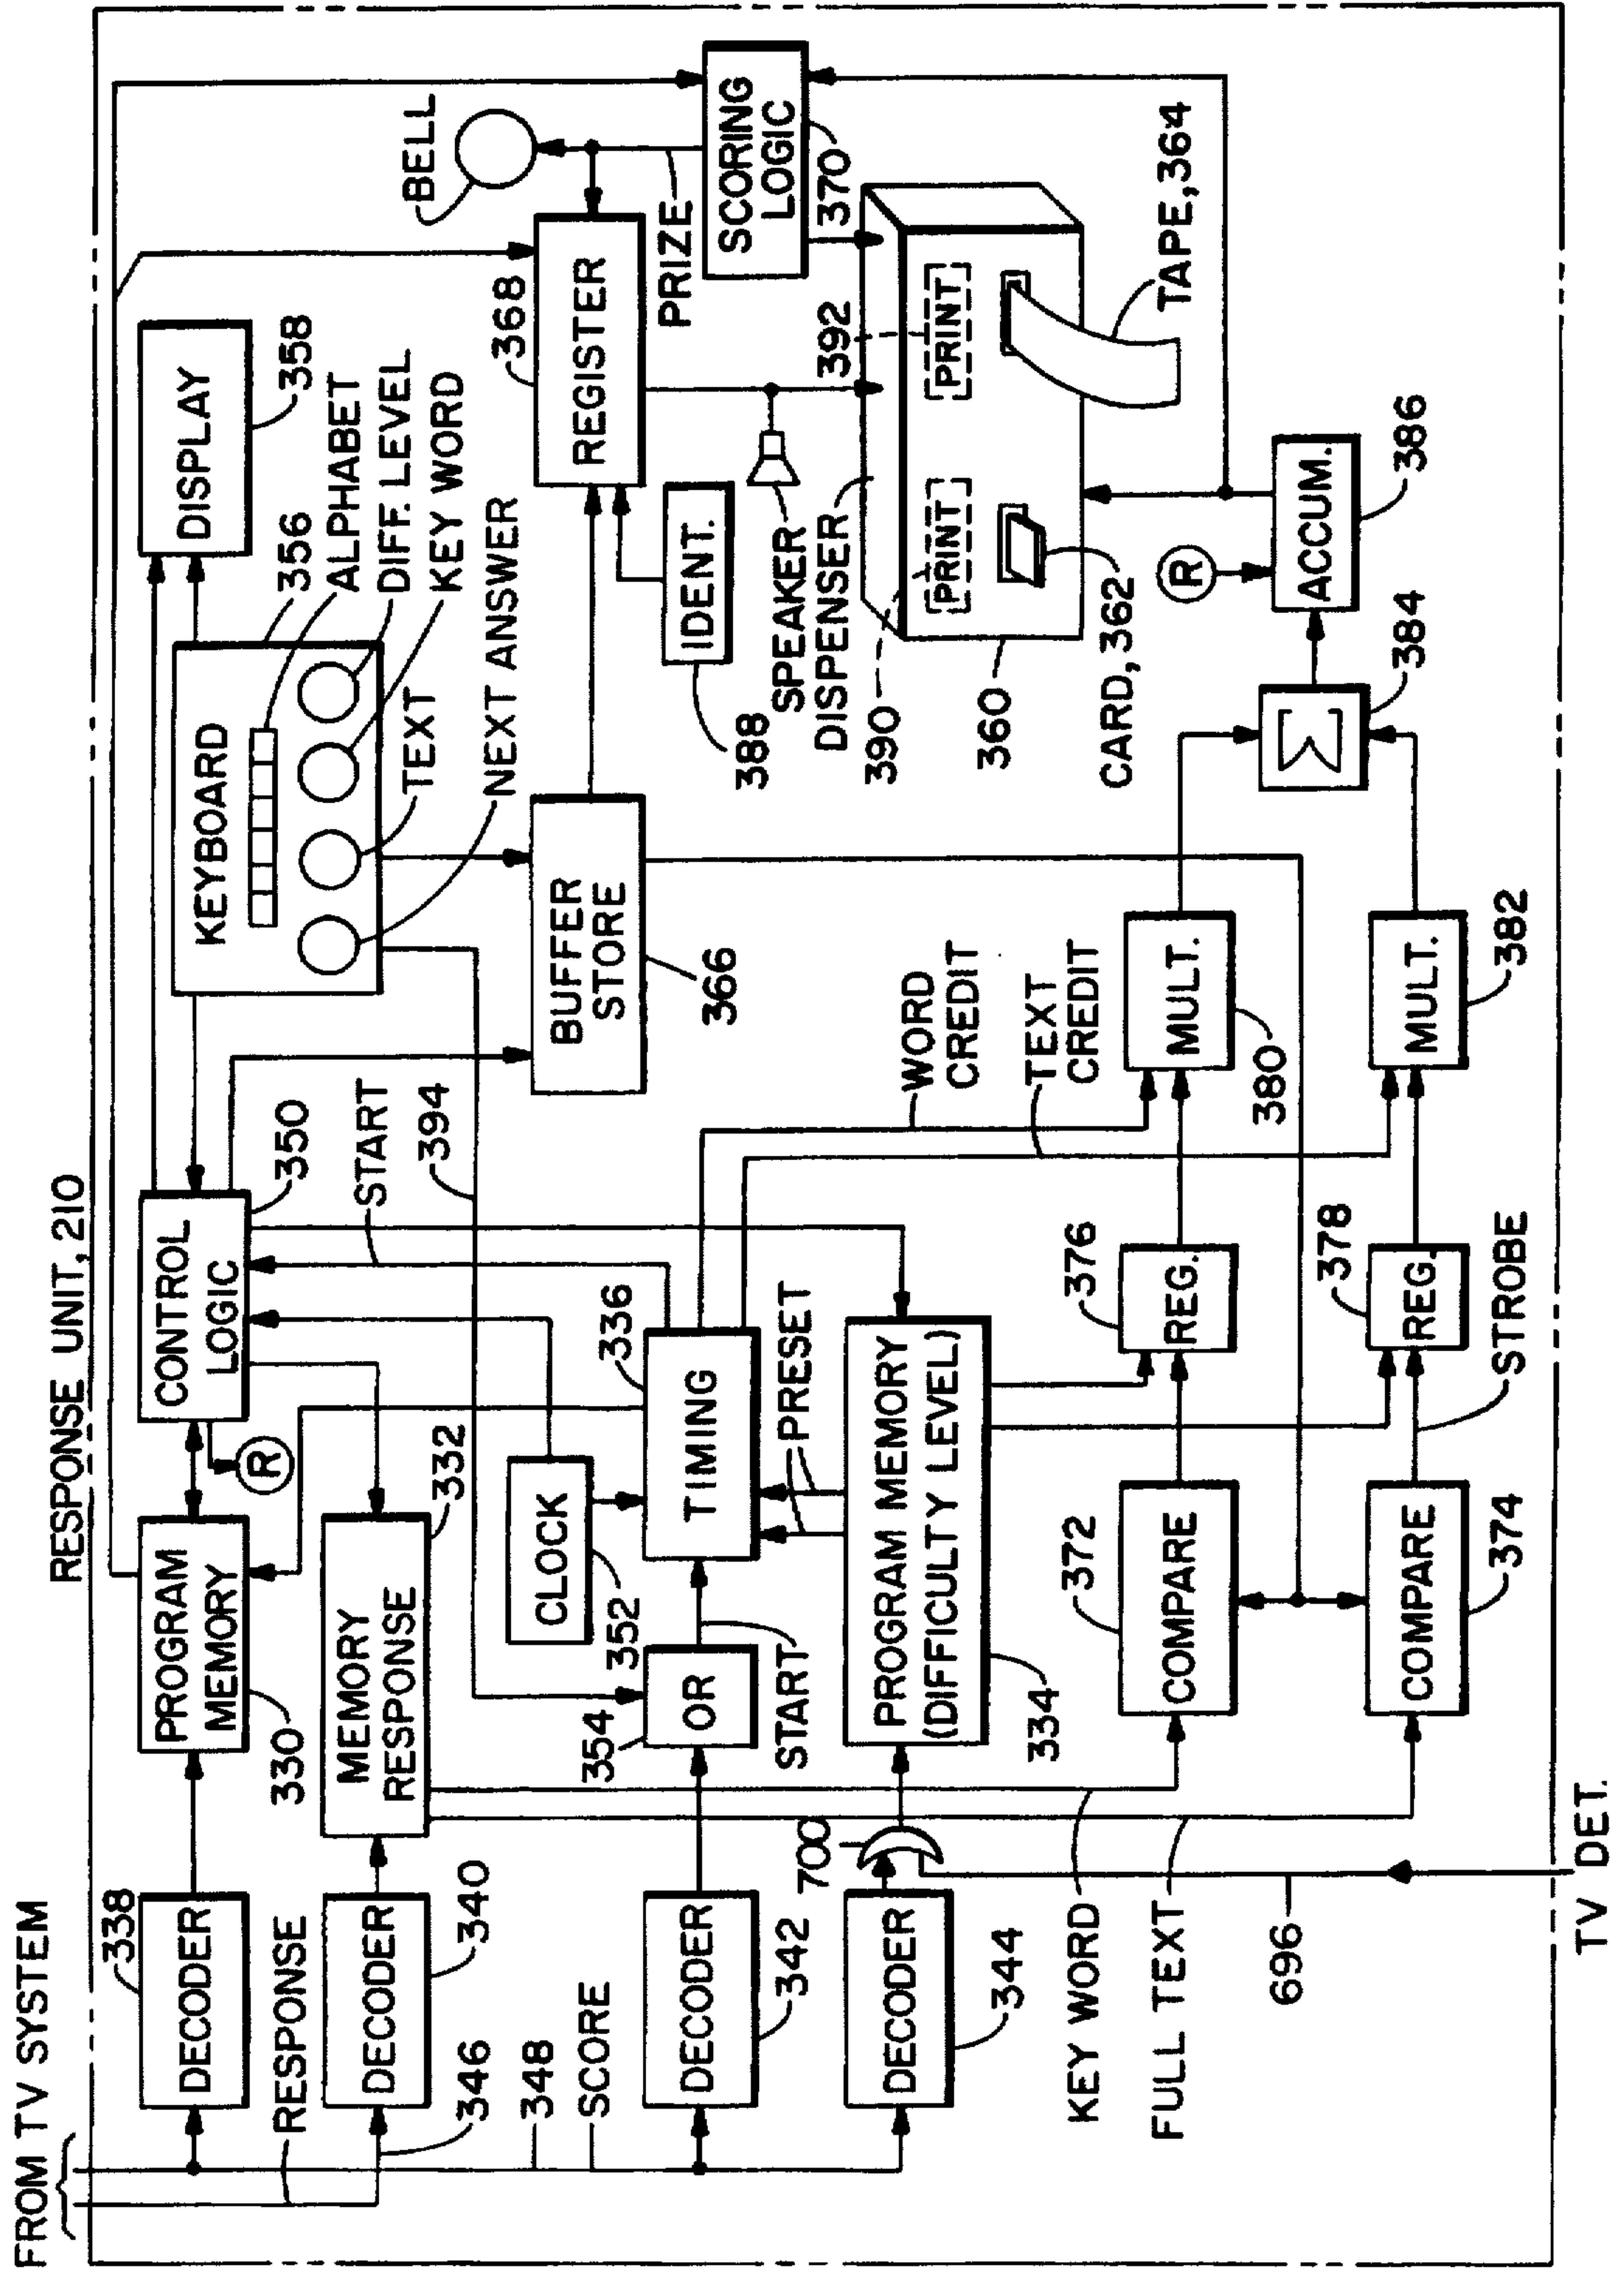 RESPONSE UNIT, 210
FROM TV SYSTEM
RESPONSE
346
348
SCORE
338
DECODER
DECODER
340
DECODER
342
DECODER
344
700
696
TV DET.
KEY WORD
FULL TEXT
PROGRAM
MEMORY
330
R
MEMORY
RESPONSE
332
CONTROL
LOGIC
350
START
394
CLOCK
352
354
OR
START
TIMING
336
PRESET
PROGRAM MEMORY
(DIFFICULTY LEVEL)
334
372
COMPARE
COMPARE
374
STROBE
376
REG.
378
REG.
WORD
CREDIT
TEXT
CREDIT
MULT.
380
MULT.
382
KEYBOARD
356
ALPHABET
DIFF. LEVEL
KEY WORD
TEXT
NEXT ANSWER
DISPLAY
358
BUFFER
STORE
366
368
REGISTER
IDENT.
388
BELL
PRIZE
SCORING
LOGIC
370
SPEAKER
DISPENSER
390
392
PRINT
PRINT
360
CARD, 362
TAPE, 364
Σ
384
R
ACCUM.
386